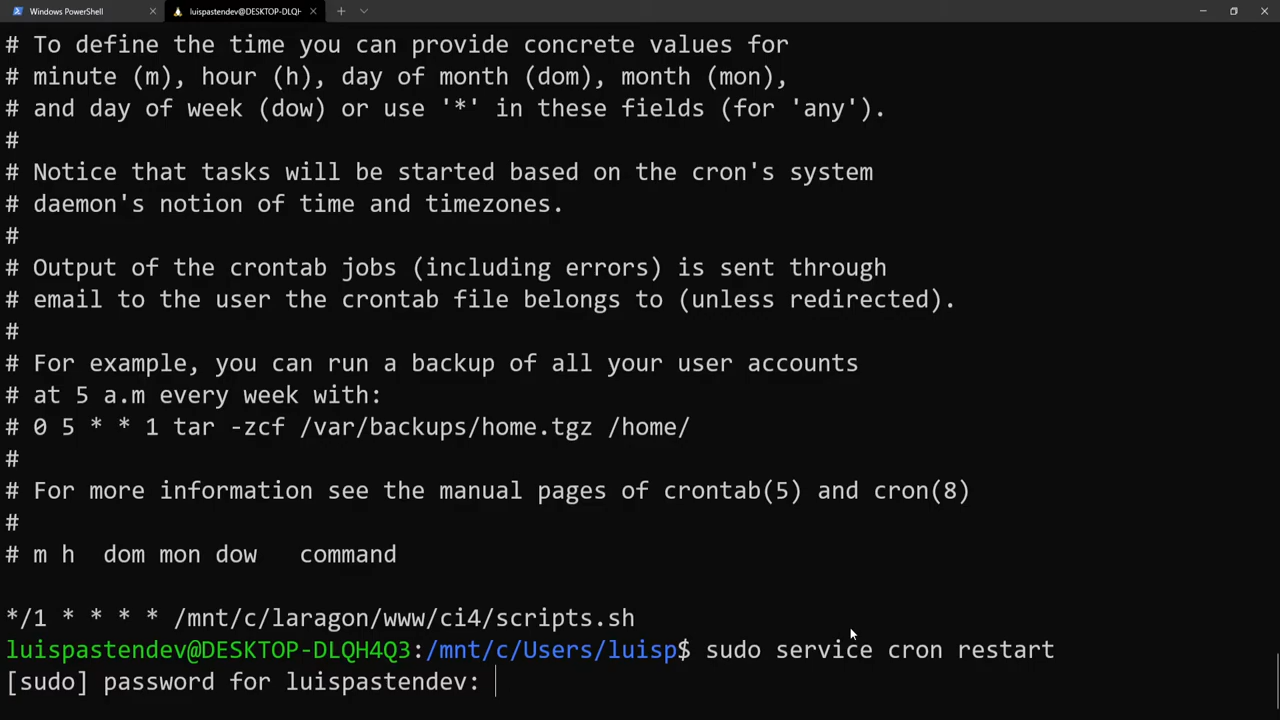 Windows PowerShell
luispastendev@DESKTOP-DLQH
# To define the time you can provide concrete values for
# minute (m), hour (h), day of month (dom), month (mon),
# and day of week (dow) or use '*' in these fields (for 'any').
#
# Notice that tasks will be started based on the cron's system
# daemon's notion of time and timezones.
#
# Output of the crontab jobs (including errors) is sent through
# email to the user the crontab file belongs to (unless redirected).
#
# For example, you can run a backup of all your user accounts
# at 5 a.m every week with:
# 0 5 * * 1 tar -zcf /var/backups/home.tgz /home/
#
# For more information see the manual pages of crontab(5) and cron(8)
#
# m h  dom mon dow   command
*/1 * * * * /mnt/c/laragon/www/ci4/scripts.sh
luispastendev@DESKTOP-DLQH4Q3:/mnt/c/Users/luisp$ sudo service cron restart
[sudo] password for luispastendev: